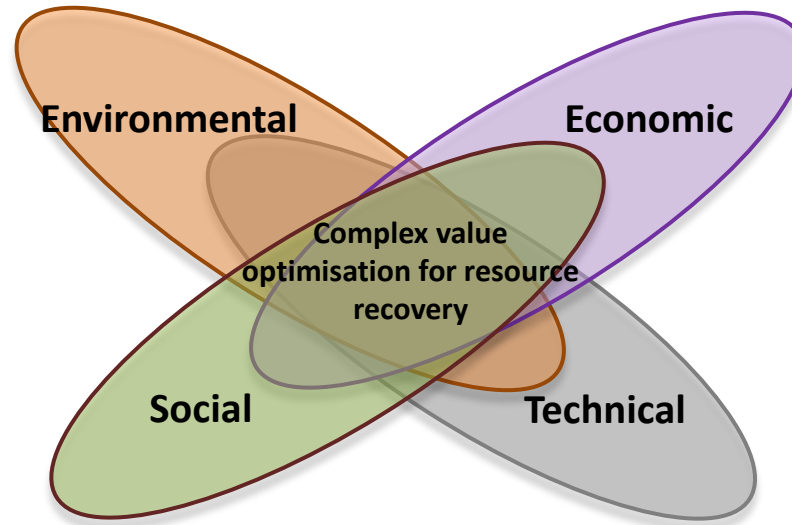 Environmental
Economic
Complex value
optimisation for resource
recovery
Social
Technical